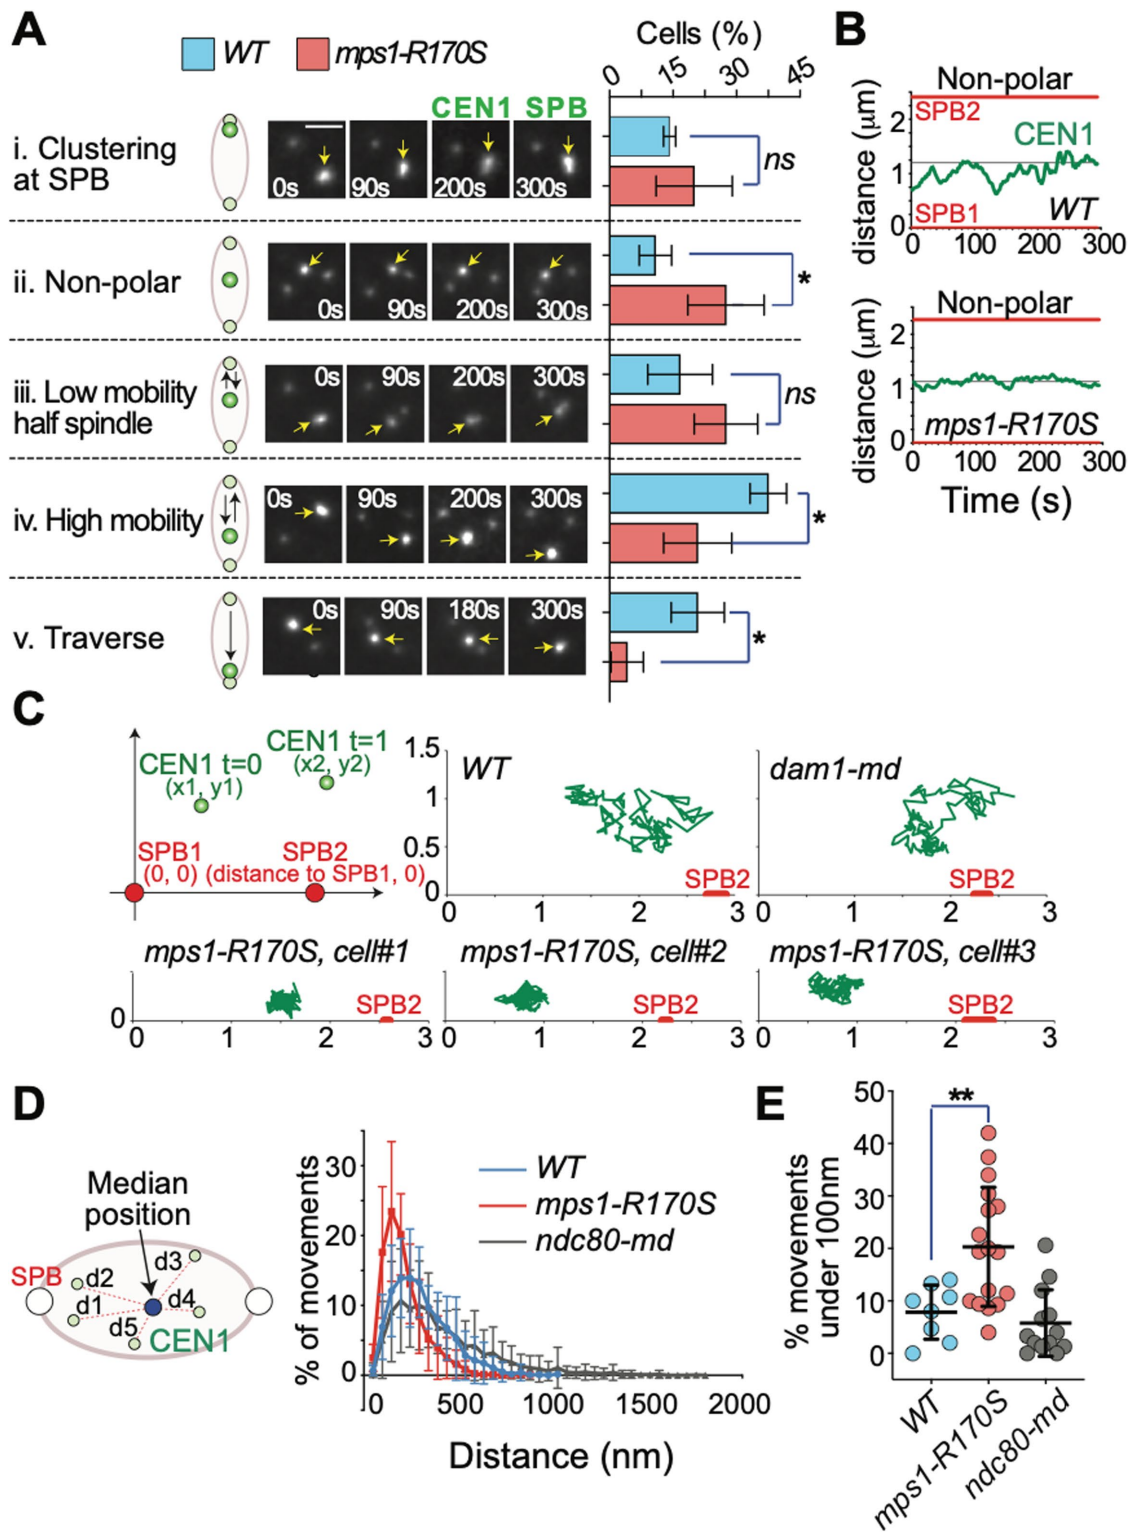 A
WT
mps1-R170S
Cells (%)
0
15
30
45
CEN1 SPB
i. Clustering
at SPB
0s
90s
200s
300s
ns
ii. Non-polar
0s
90s
200s
300s
*
iii. Low mobility
half spindle
0s
90s
200s
300s
ns
iv. High mobility
0s
90s
200s
300s
*
v. Traverse
0s
90s
180s
300s
*
B
Non-polar
SPB2
CEN1
SPB1
WT
distance (μm)
2
1
0
0
100
200
300
Non-polar
mps1-R170S
distance (μm)
2
1
0
0
100
200
300
Time (s)
C
CEN1 t=0
(x1, y1)
CEN1 t=1
(x2, y2)
SPB1
(0, 0)
SPB2
(distance to SPB1, 0)
1.5
1
0.5
0
WT
SPB2
0
1
2
3
dam1-md
SPB2
0
1
2
3
mps1-R170S, cell#1
0
SPB2
0
1
2
3
mps1-R170S, cell#2
SPB2
0
1
2
3
mps1-R170S, cell#3
SPB2
0
1
2
3
D
Median
position
SPB
d1
d2
d3
d4
d5
CEN1
% of movements
30
20
10
0
WT
mps1-R170S
ndc80-md
0
500
1000
1500
2000
Distance (nm)
E
**
% movements
under 100nm
50
40
30
20
10
0
WT
mps1-R170S
ndc80-md